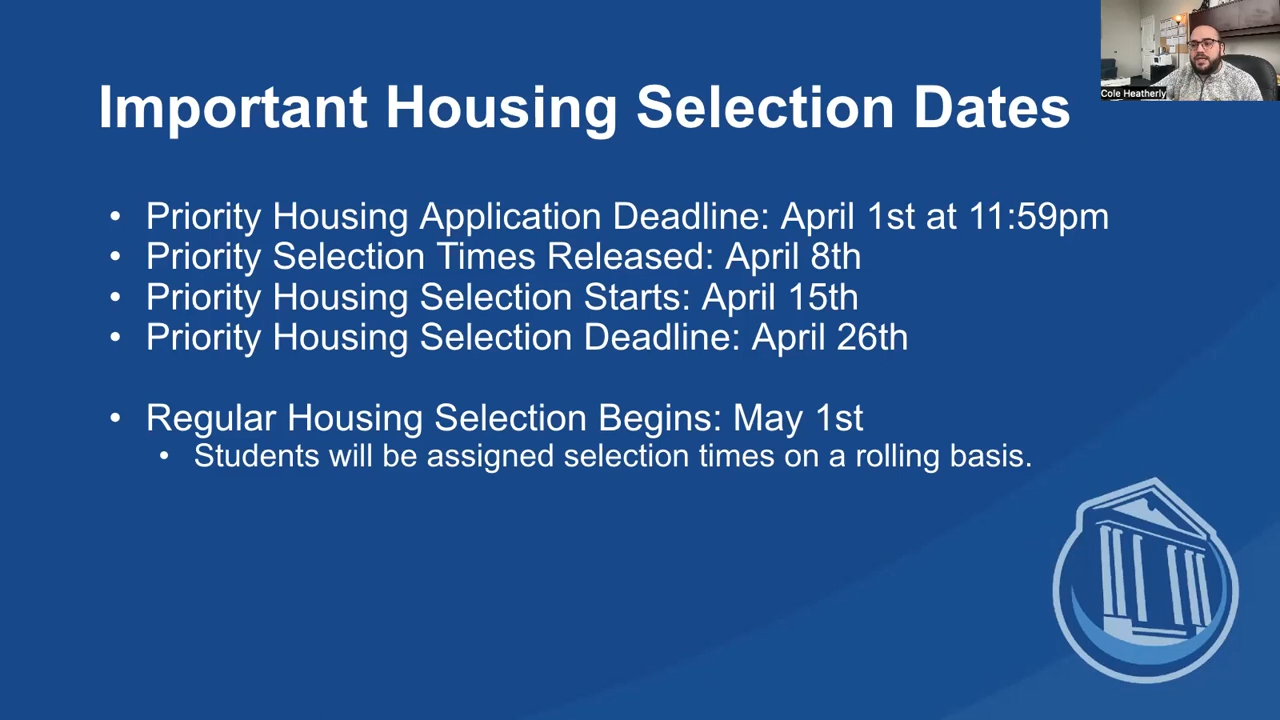 Important Housing Selection Dates
Cole Heatherly
• Priority Housing Application Deadline: April 1st at 11:59pm
• Priority Selection Times Released: April 8th
• Priority Housing Selection Starts: April 15th
• Priority Housing Selection Deadline: April 26th
• Regular Housing Selection Begins: May 1st
• Students will be assigned selection times on a rolling basis.